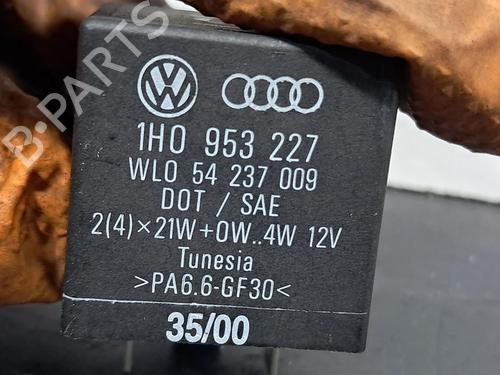 B-PARTS
1H0 953 227
WL0 54 237 009
DOT / SAE
2(4)×21W+0W..4W 12V
Tunesia
>PA6.6-GF30<
35/00